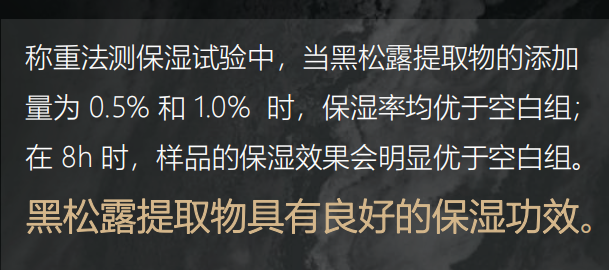 称重法测保湿试验中，当黑松露提取物的添加
量为 0.5% 和 1.0% 时，保湿率均优于空白组；
在 8h 时，样品的保湿效果会明显优于空白组。
黑松露提取物具有良好的保湿功效。